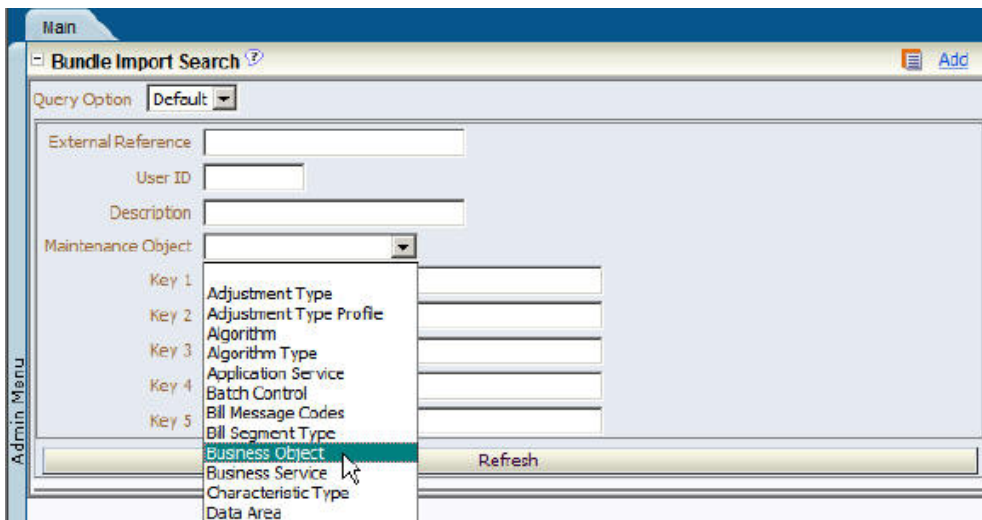 Main
Bundle Import Search ?
Add
Query Option Default
External Reference
User ID
Description
Maintenance Object
Key 1
Key 2
Key 3
Key 4
Key 5
Adjustment Type
Adjustment Type Profile
Algorithm
Algorithm Type
Application Service
Batch Control
Bill Message Codes
Bill Segment Type
Business Object
Business Service
Characteristic Type
Data Area
Refresh
Admin Menu